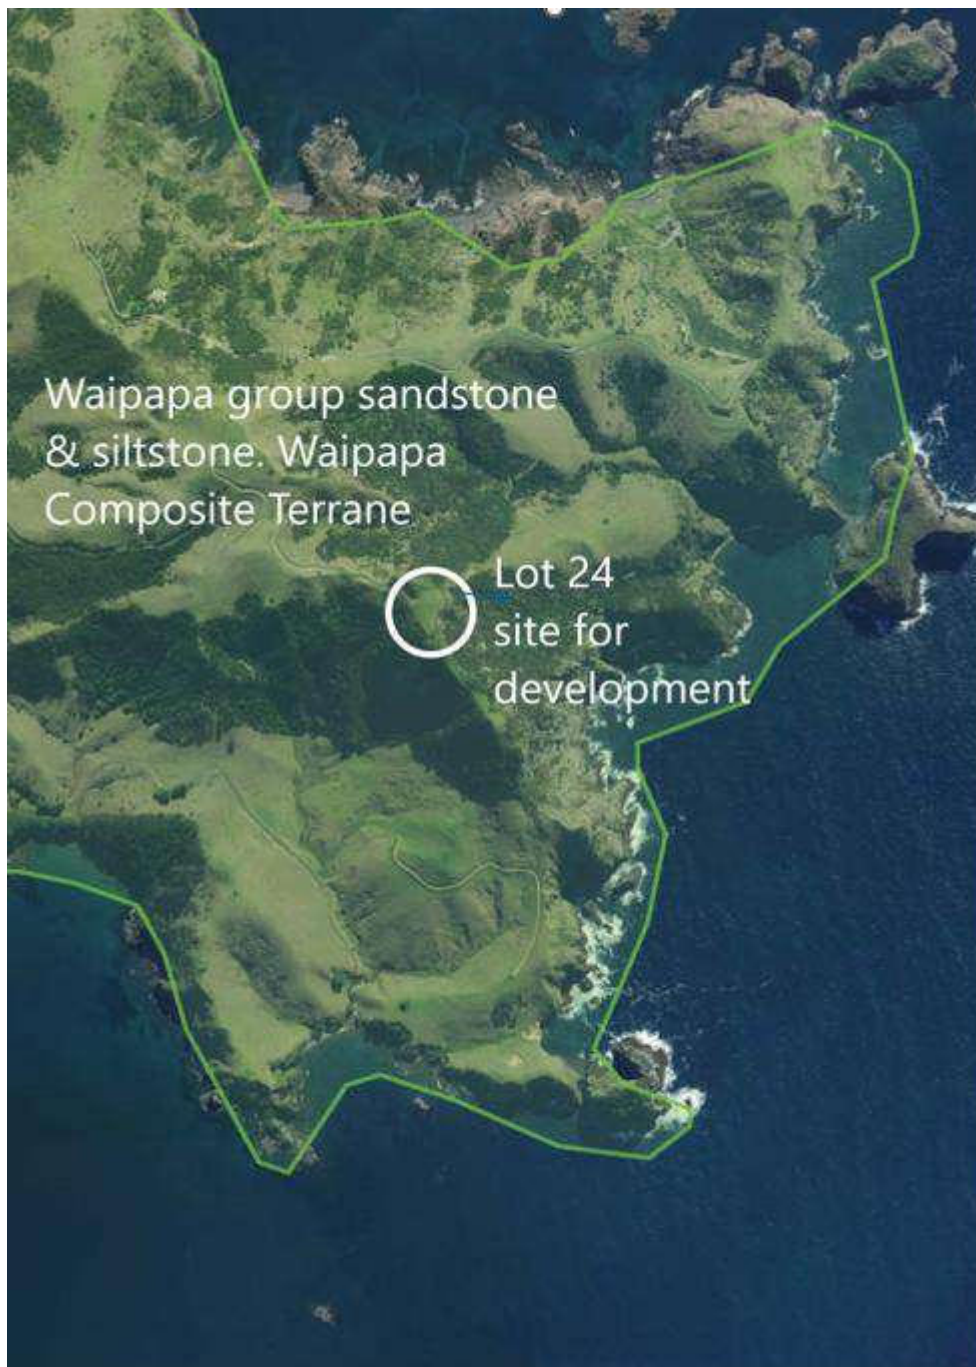 Waipapa group sandstone
& siltstone. Waipapa
Composite Terrane
Lot 24
site for
development